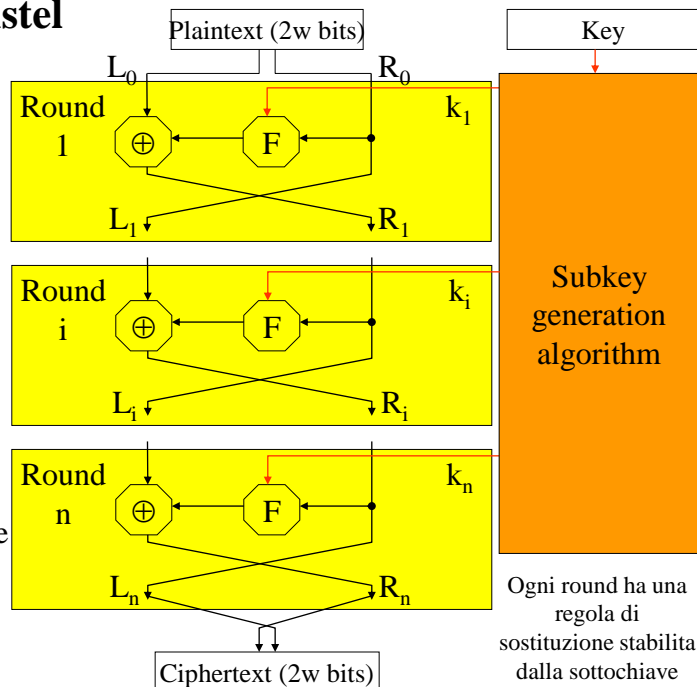 stel
Plaintext (2w bits)
Key
L₀
R₀
Round
1
k₁
⊕
F
L₁
R₁
Round
i
kᵢ
⊕
F
Lᵢ
Rᵢ
Subkey
generation
algorithm
Round
n
kₙ
⊕
F
e
Lₙ
Rₙ
Ciphertext (2w bits)
Ogni round ha una
regola di
sostituzione stabilita
dalla sottochiave